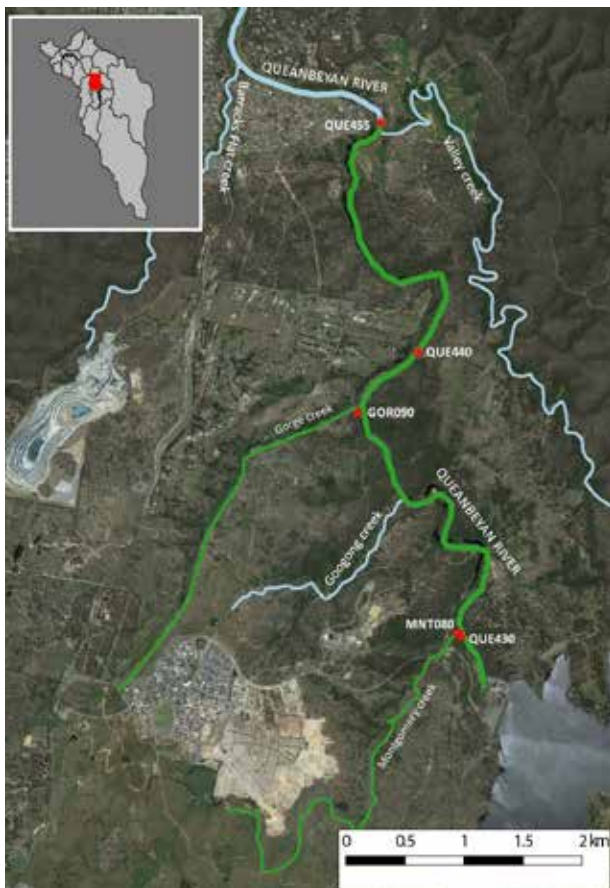 QUEANBEYAN RIVER
Barracks Flat creek
QUE455
Valley creek
QUE440
GOR090
Gorge creek
QUEANBEYAN RIVER
Googong creek
MNT080
QUE430
Montgomery creek
0 0.5 1 1.5 2 km